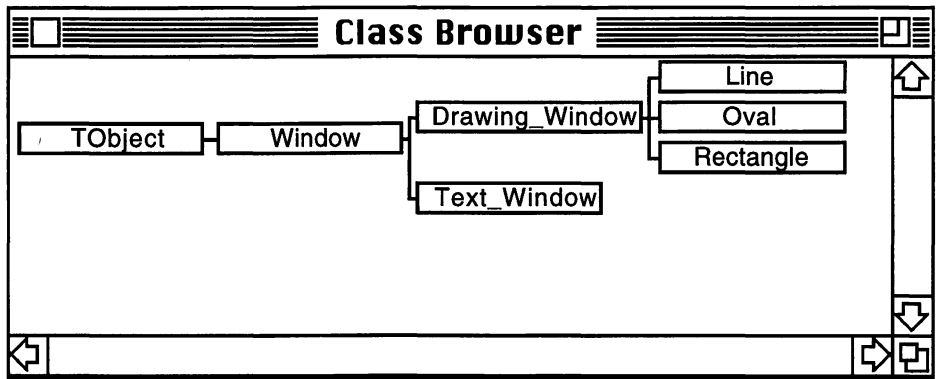 Class Browser
TObject
Window
Drawing_Window
Text_Window
Line
Oval
Rectangle